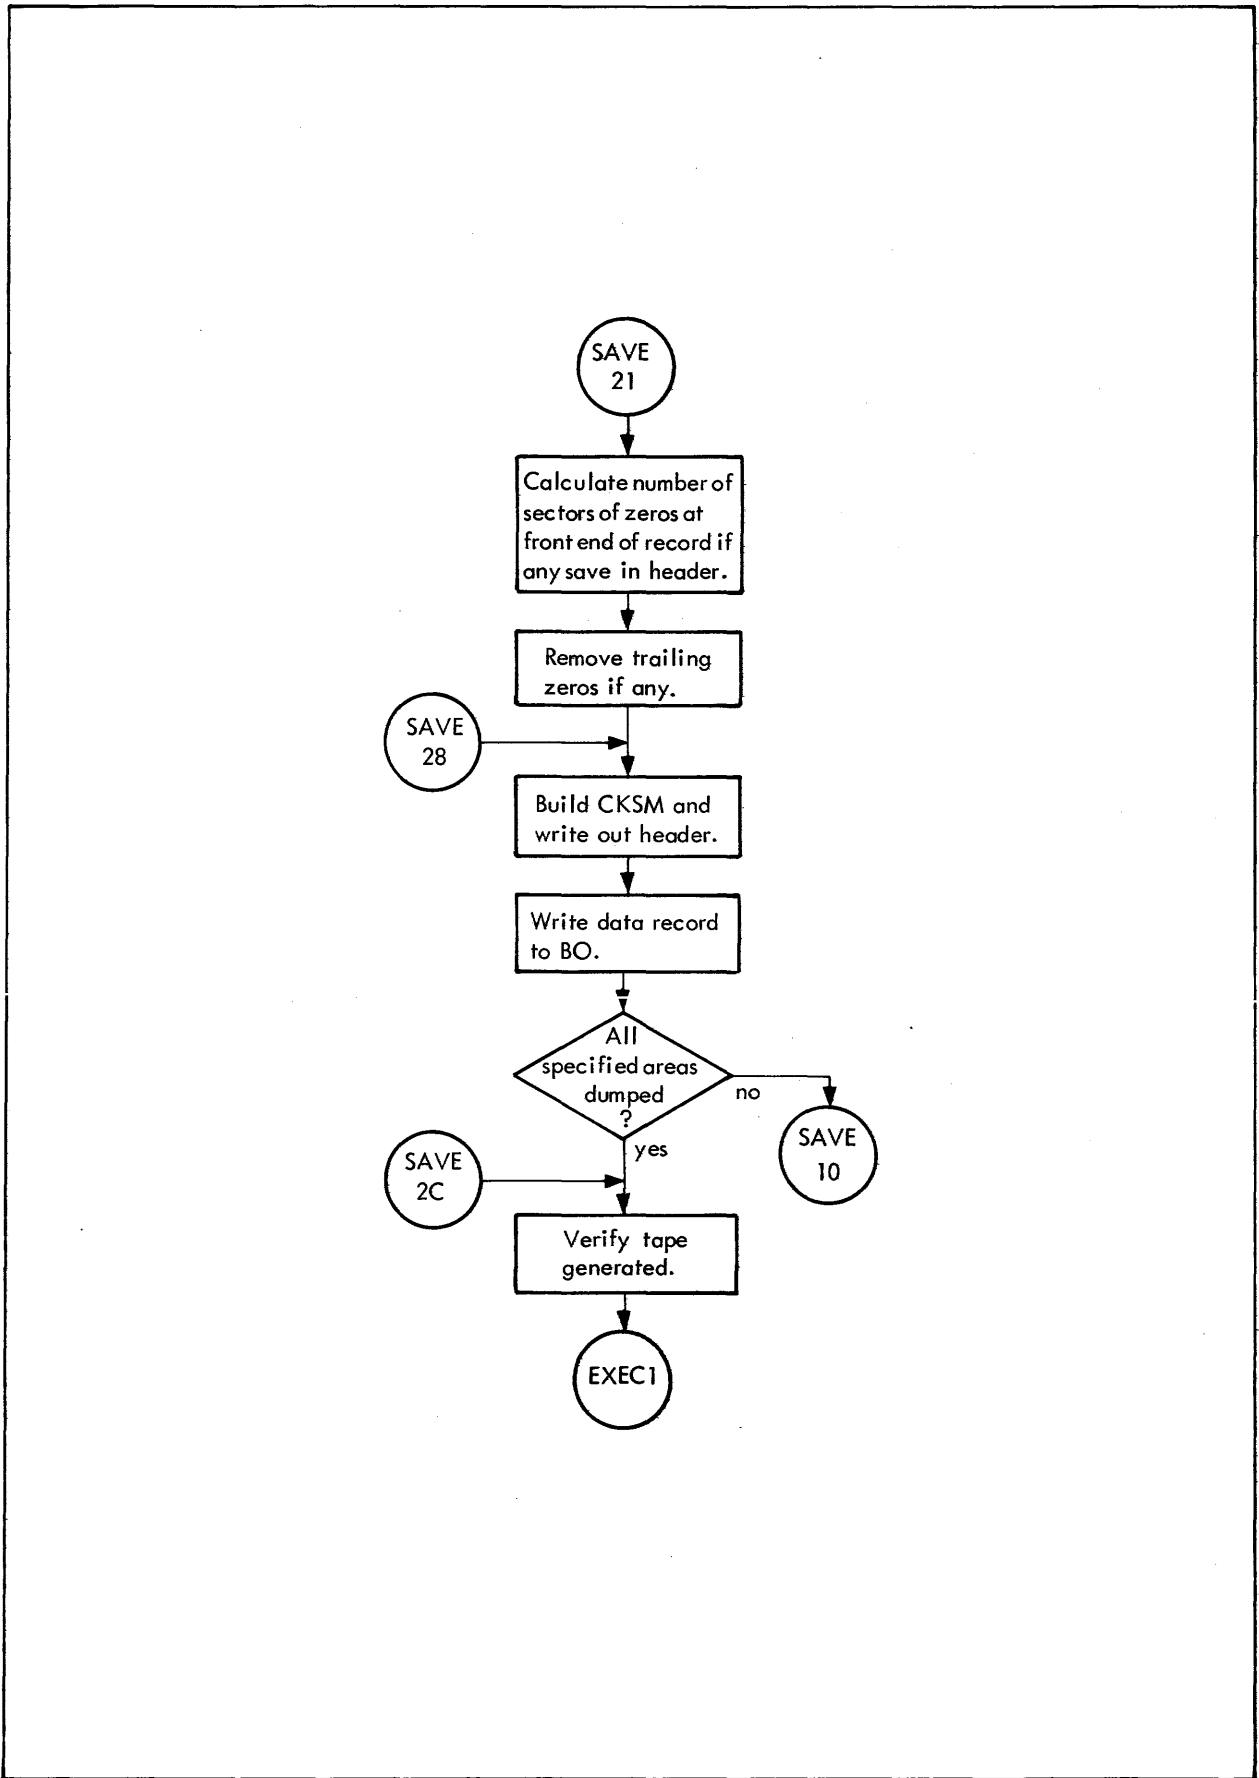 SAVE
21
Calculate number of
sectors of zeros at
front end of record if
any save in header.
Remove trailing
zeros if any.
SAVE
28
Build CKSM and
write out header.
Write data record
to BO.
All
specified areas
dumped
?
no
yes
SAVE
10
SAVE
2C
Verify tape
generated.
EXEC1